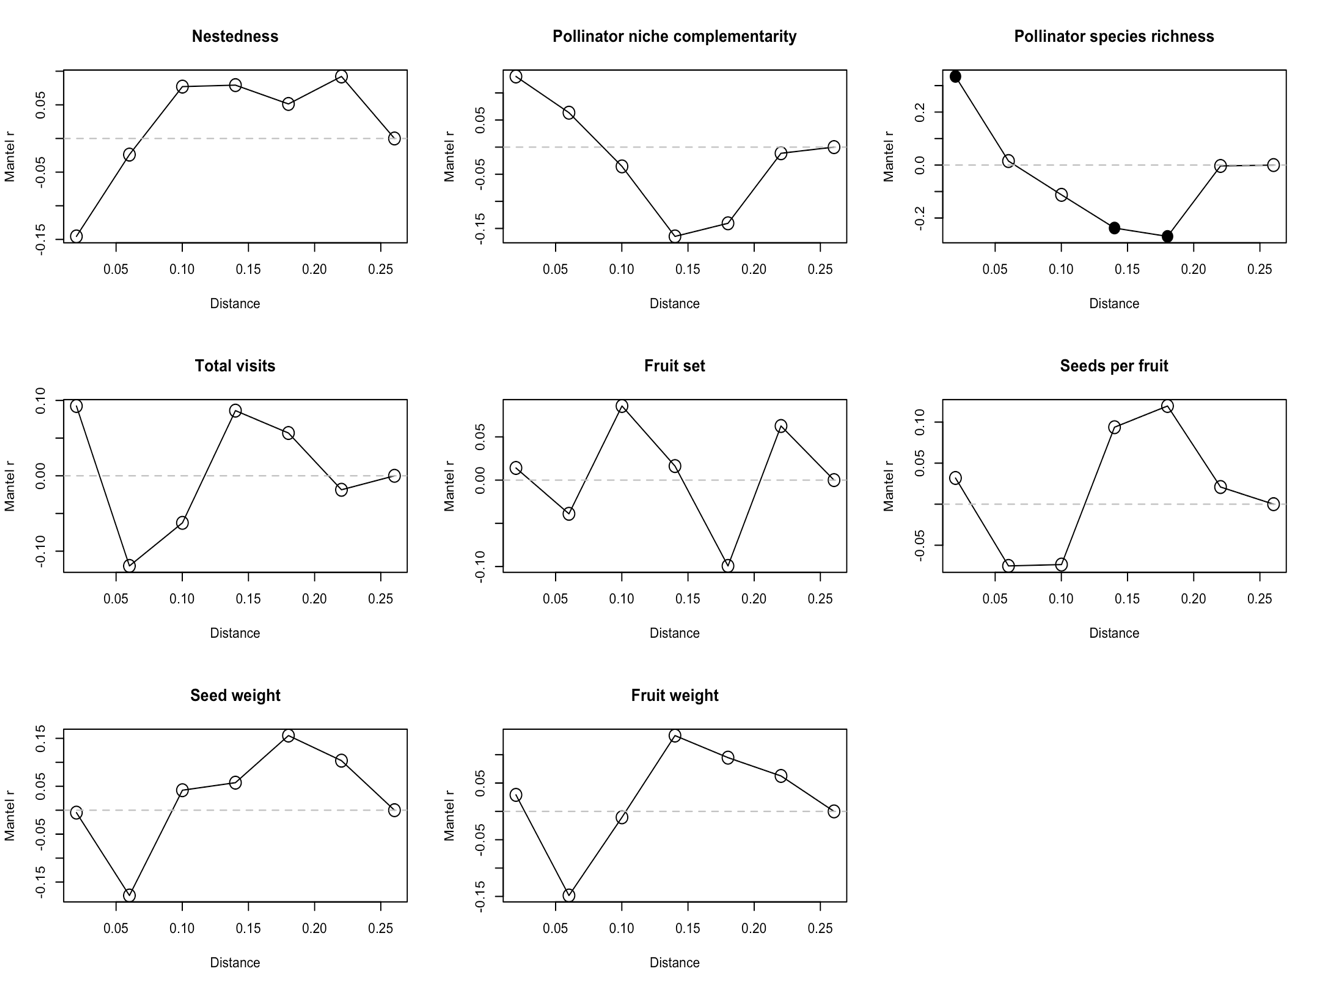 Nestedness
Mantel r
0.05
-0.05
-0.15
0.05 0.10 0.15 0.20 0.25
Distance
Pollinator niche complementarity
Mantel r
0.05
-0.05
-0.15
0.05 0.10 0.15 0.20 0.25
Distance
Pollinator species richness
Mantel r
0.2
0.0
-0.2
0.05 0.10 0.15 0.20 0.25
Distance
Total visits
Mantel r
0.10
0.00
-0.10
0.05 0.10 0.15 0.20 0.25
Distance
Fruit set
Mantel r
0.05
0.00
-0.10
0.05 0.10 0.15 0.20 0.25
Distance
Seeds per fruit
Mantel r
0.10
0.05
-0.05
0.05 0.10 0.15 0.20 0.25
Distance
Seed weight
Mantel r
0.15
0.05
-0.05
-0.15
0.05 0.10 0.15 0.20 0.25
Distance
Fruit weight
Mantel r
0.05
-0.05
-0.15
0.05 0.10 0.15 0.20 0.25
Distance